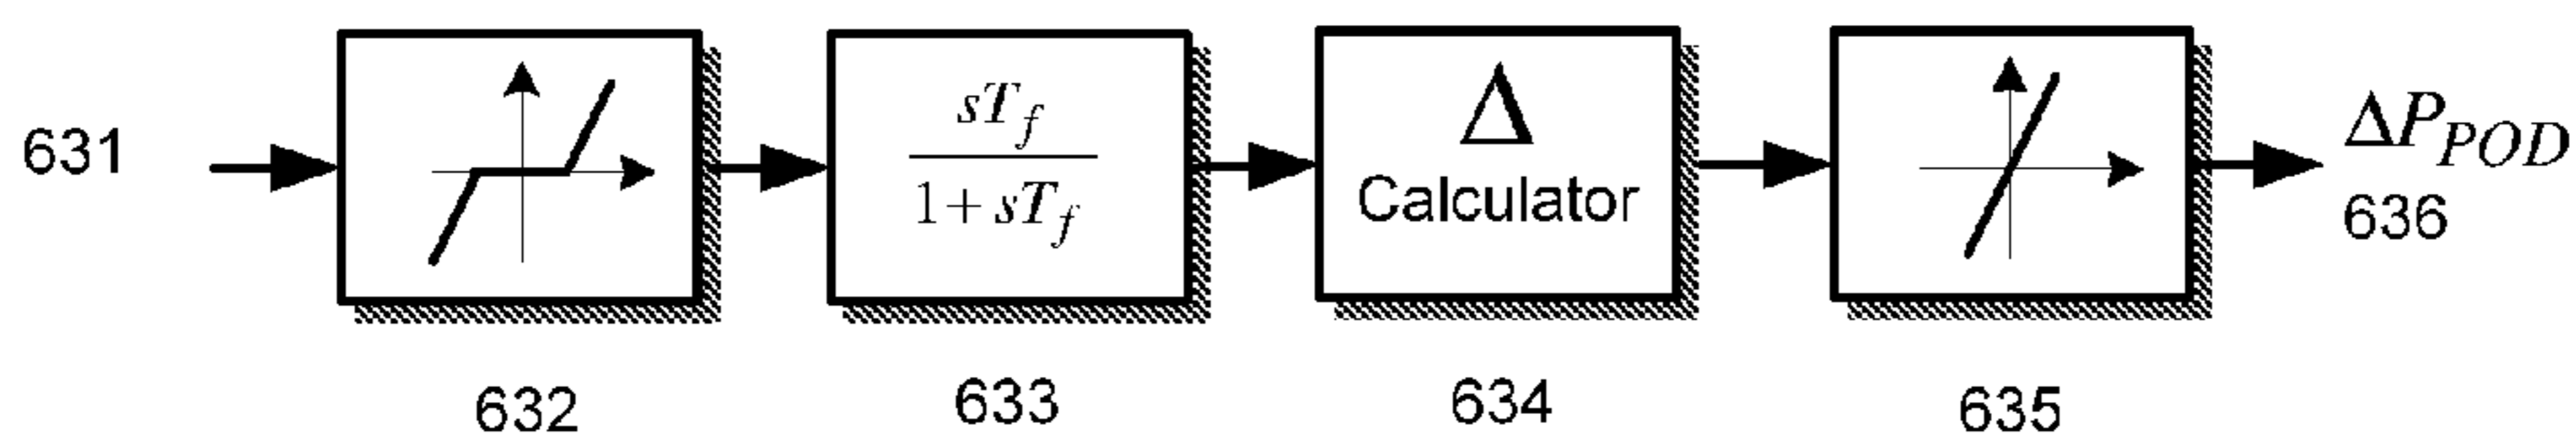 631
sT_f
1 + sT_f
Δ
Calculator
ΔP_POD
636
632
633
634
635